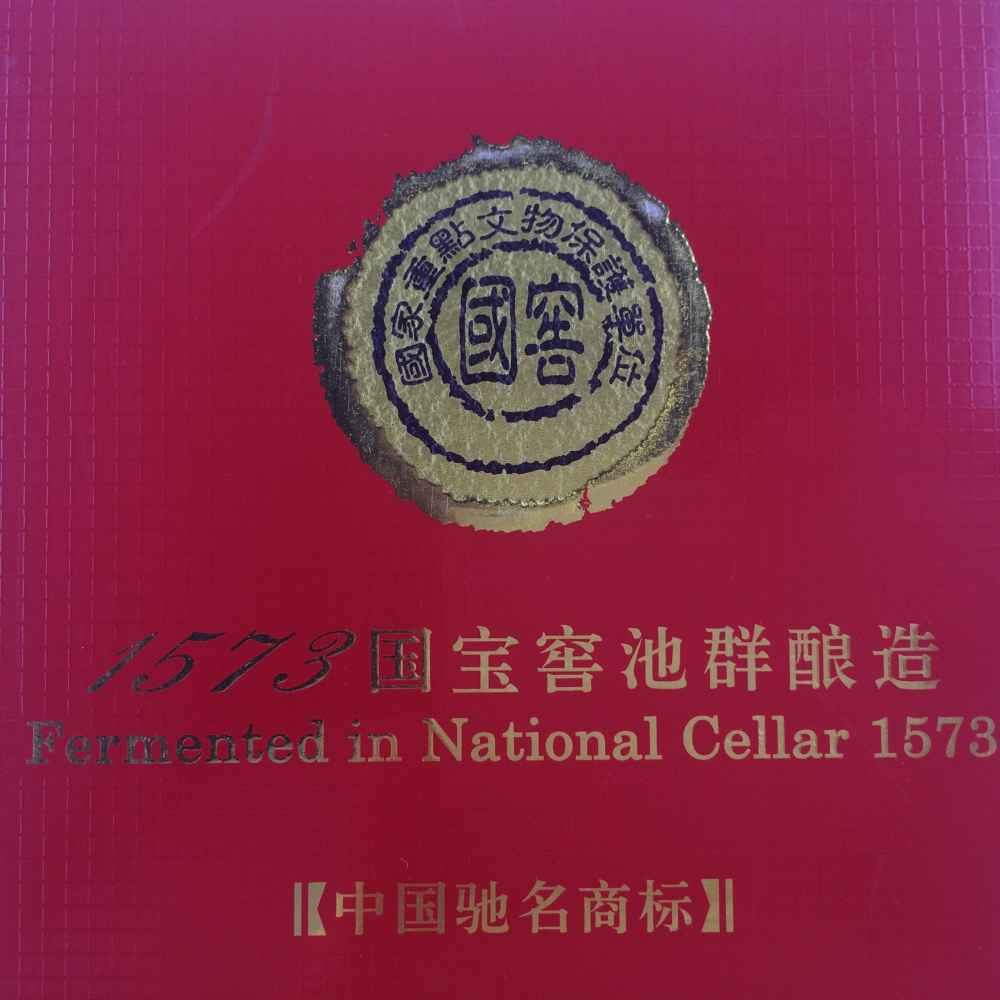 國家重點文物保護單位
國窖
1573国宝窖池群酿造
Fermented in National Cellar 1573
【中国驰名商标】